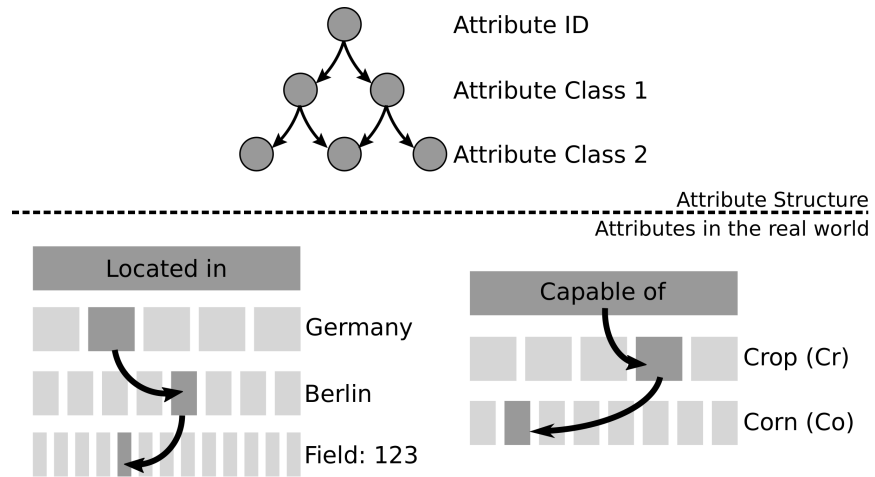 Attribute ID
Attribute Class 1
Attribute Class 2
Attribute Structure
Attributes in the real world
Located in
Germany
Berlin
Field: 123
Capable of
Crop (Cr)
Corn (Co)